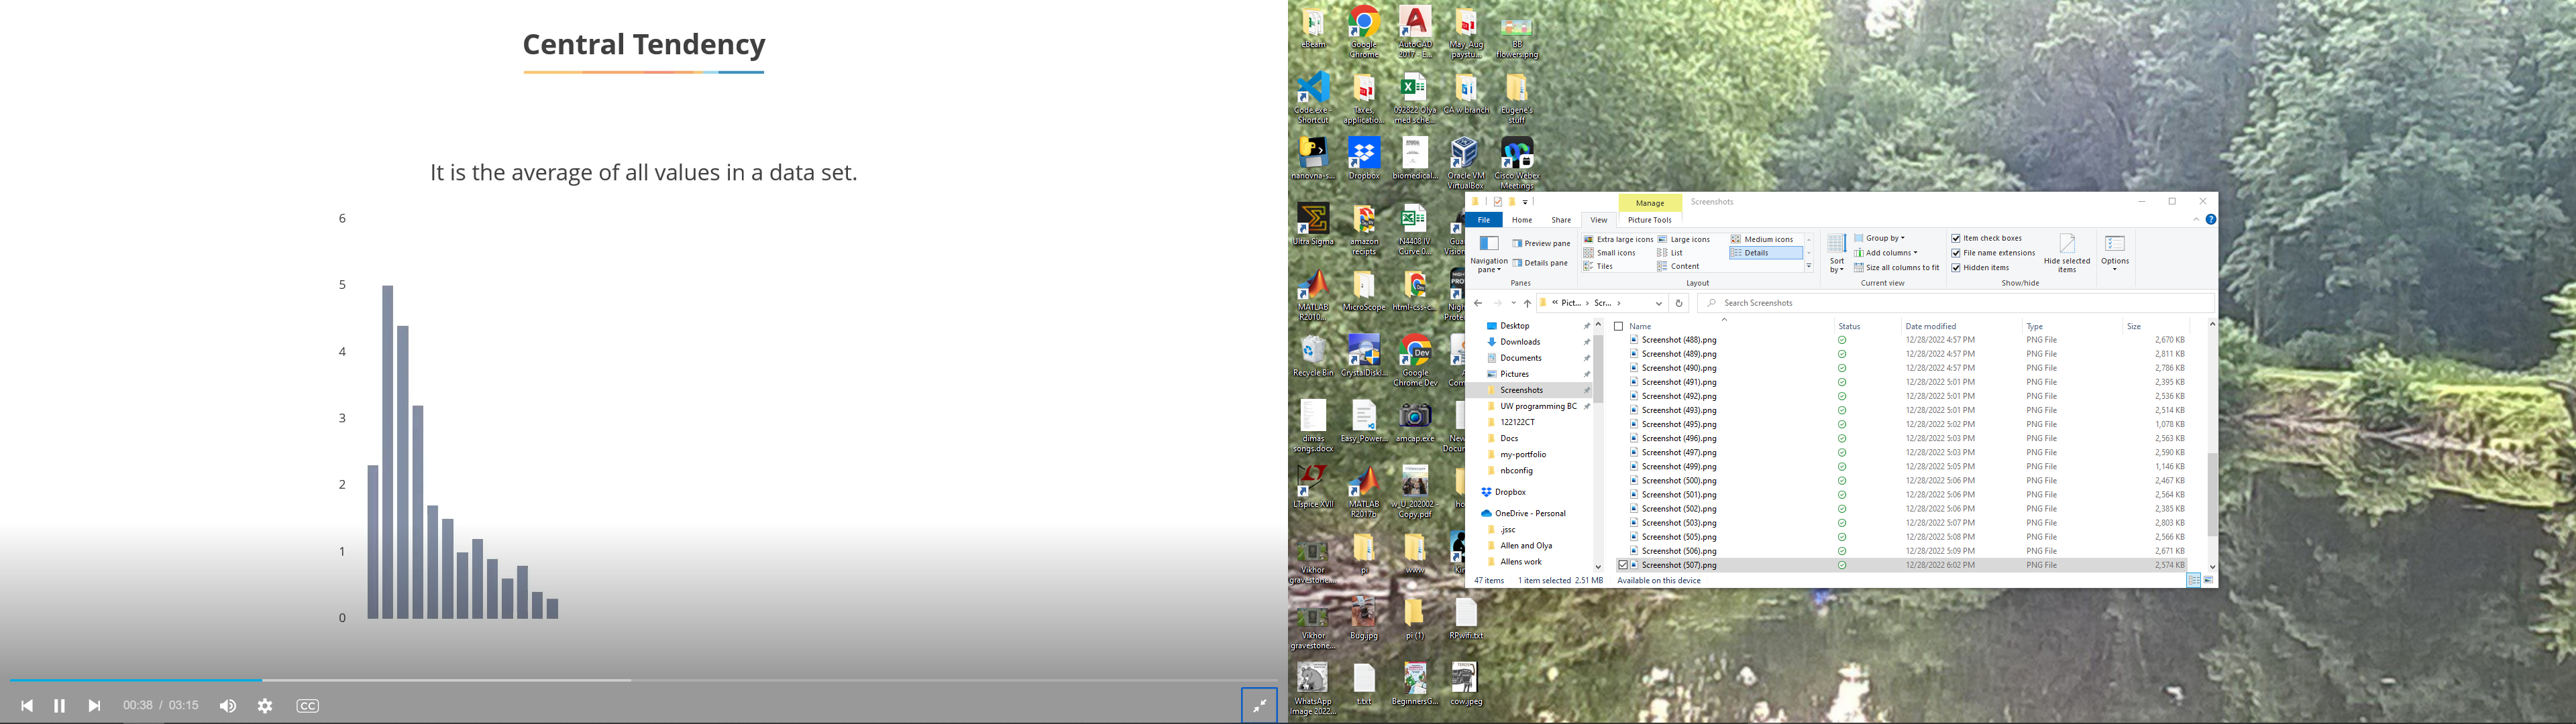 Central Tendency
It is the average of all values in a data set.
6
5
4
3
2
1
0
00:38 / 03:15
CC
eBeam
Google Chrome
AutoCAD 2017 - E...
May_Aug paystu...
BB flowers.png
Code.exe - Shortcut
Taxes, applicatio...
092822 Olya med sche...
CA w branch
Eugene's stuff
nanovna-s...
Dropbox
biomedical...
Oracle VM VirtualBox
Cisco Webex Meetings
Ultra Sigma
amazon recipts
N4408 IV Curve 0...
MATLAB R2010...
MicroScope
html-css-c...
Recycle Bin
CrystalDiskI...
Google Chrome Dev
dimas songs.docx
Easy_Power...
amcap.exe
LTspice XVII
MATLAB R2017b
w_U_202002 - Copy.pdf
Vikhor gravestone...
pi
www
Vikhor gravestone...
Bug.jpg
pi (1)
RPwifi.txt
WhatsApp Image 2022...
t.txt
BeginnersG...
cow.jpeg
Manage
Screenshots
File
Home
Share
View
Picture Tools
Navigation pane
Preview pane
Details pane
Panes
Extra large icons
Large icons
Medium icons
Small icons
List
Details
Tiles
Content
Layout
Sort by
Group by
Add columns
Size all columns to fit
Current view
Item check boxes
File name extensions
Hidden items
Hide selected items
Show/hide
Options
« Pict... > Scr... >
Search Screenshots
Desktop
Downloads
Documents
Pictures
Screenshots
UW programming BC
122122CT
Docs
my-portfolio
nbconfig
Dropbox
OneDrive - Personal
.jssc
Allen and Olya
Allens work
Name Status Date modified Type Size
Screenshot (488).png 12/28/2022 4:57 PM PNG File 2,670 KB
Screenshot (489).png 12/28/2022 4:57 PM PNG File 2,811 KB
Screenshot (490).png 12/28/2022 4:57 PM PNG File 2,786 KB
Screenshot (491).png 12/28/2022 5:01 PM PNG File 2,395 KB
Screenshot (492).png 12/28/2022 5:01 PM PNG File 2,536 KB
Screenshot (493).png 12/28/2022 5:01 PM PNG File 2,514 KB
Screenshot (495).png 12/28/2022 5:02 PM PNG File 1,078 KB
Screenshot (496).png 12/28/2022 5:03 PM PNG File 2,563 KB
Screenshot (497).png 12/28/2022 5:03 PM PNG File 2,590 KB
Screenshot (499).png 12/28/2022 5:05 PM PNG File 1,146 KB
Screenshot (500).png 12/28/2022 5:06 PM PNG File 2,467 KB
Screenshot (501).png 12/28/2022 5:06 PM PNG File 2,564 KB
Screenshot (502).png 12/28/2022 5:06 PM PNG File 2,385 KB
Screenshot (503).png 12/28/2022 5:07 PM PNG File 2,803 KB
Screenshot (505).png 12/28/2022 5:08 PM PNG File 2,566 KB
Screenshot (506).png 12/28/2022 5:09 PM PNG File 2,671 KB
Screenshot (507).png 12/28/2022 6:02 PM PNG File 2,574 KB
47 items 1 item selected 2.51 MB Available on this device